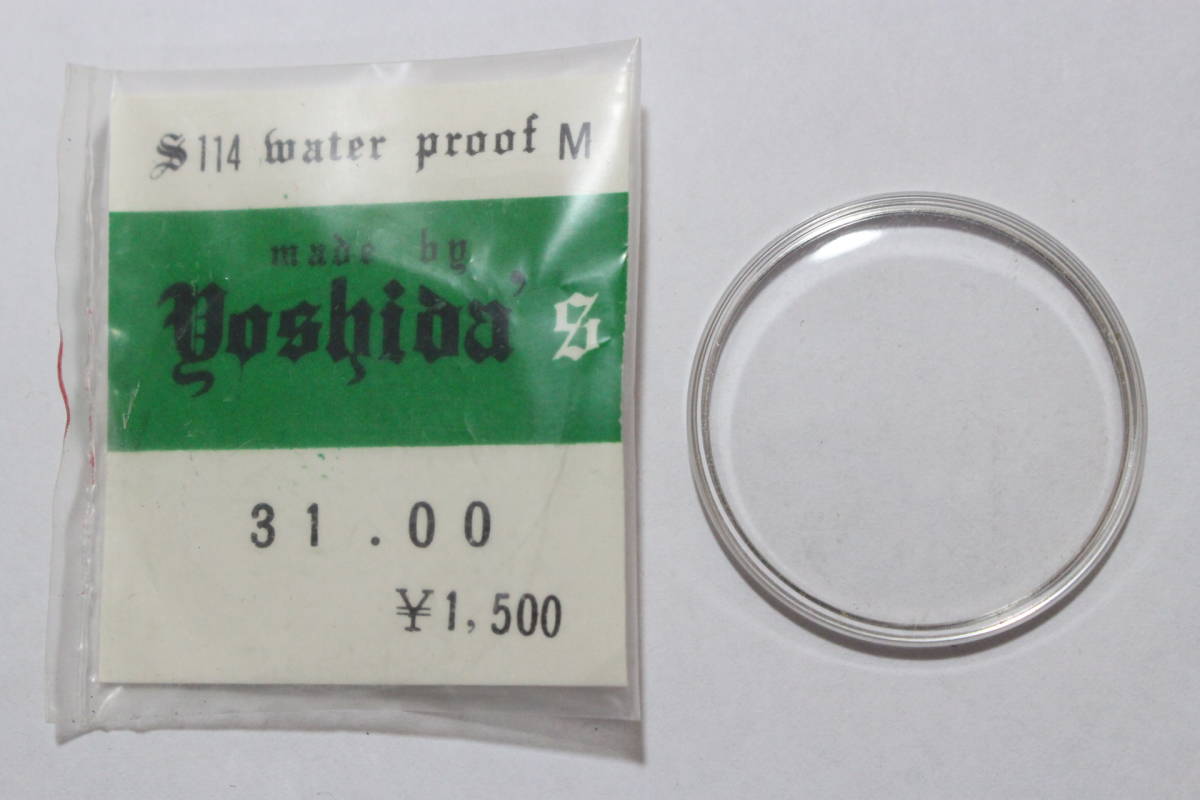 S114 water proof M
made by
Yoshida's
31.00
¥1,500